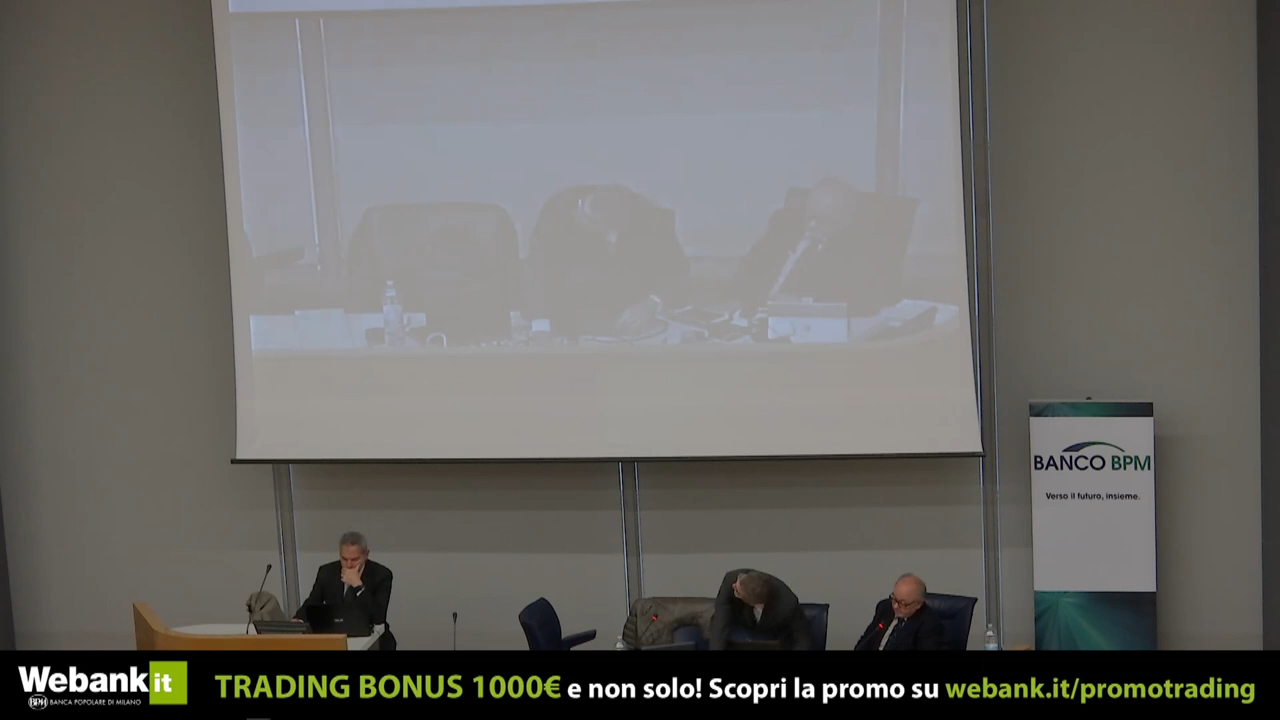 BANCO BPM
Verso il futuro, insieme.
Webank it
BPM BANCA POPOLARE DI MILANO
TRADING BONUS 1000€ e non solo! Scopri la promo su webank.it/promotrading